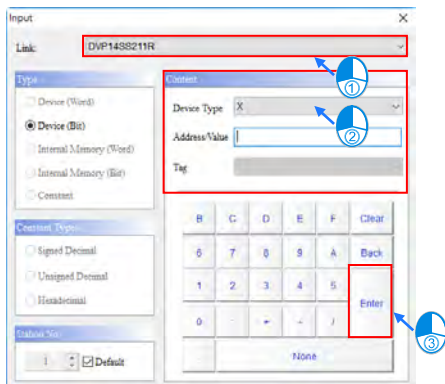 Input
Link:
DVP14SS211R
①
Type
Device (Word)
Device (Bit)
Internal Memory (Word)
Internal Memory (Bit)
Constant
Content
Device Type X
②
Address/Value
Tag
Constant Type
Signed Decimal
Unsigned Decimal
Hexadecimal
Station No.
1 Default
B C D E F Clear
6 7 8 9 A Back
1 2 3 4 5 Enter
0 /
None
③